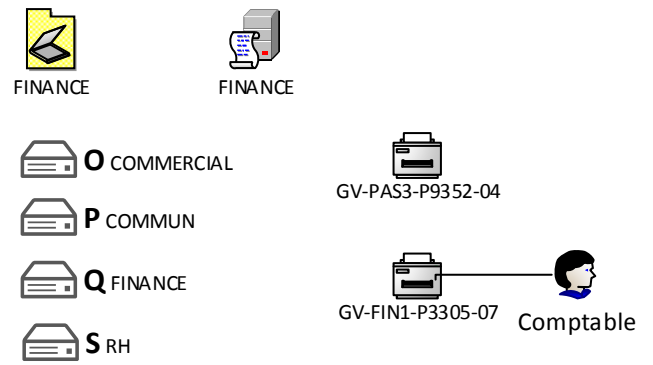 FINANCE
FINANCE
O COMMERCIAL
P COMMUN
Q FINANCE
S RH
GV-PAS3-P9352-04
GV-FIN1-P3305-07
Comptable